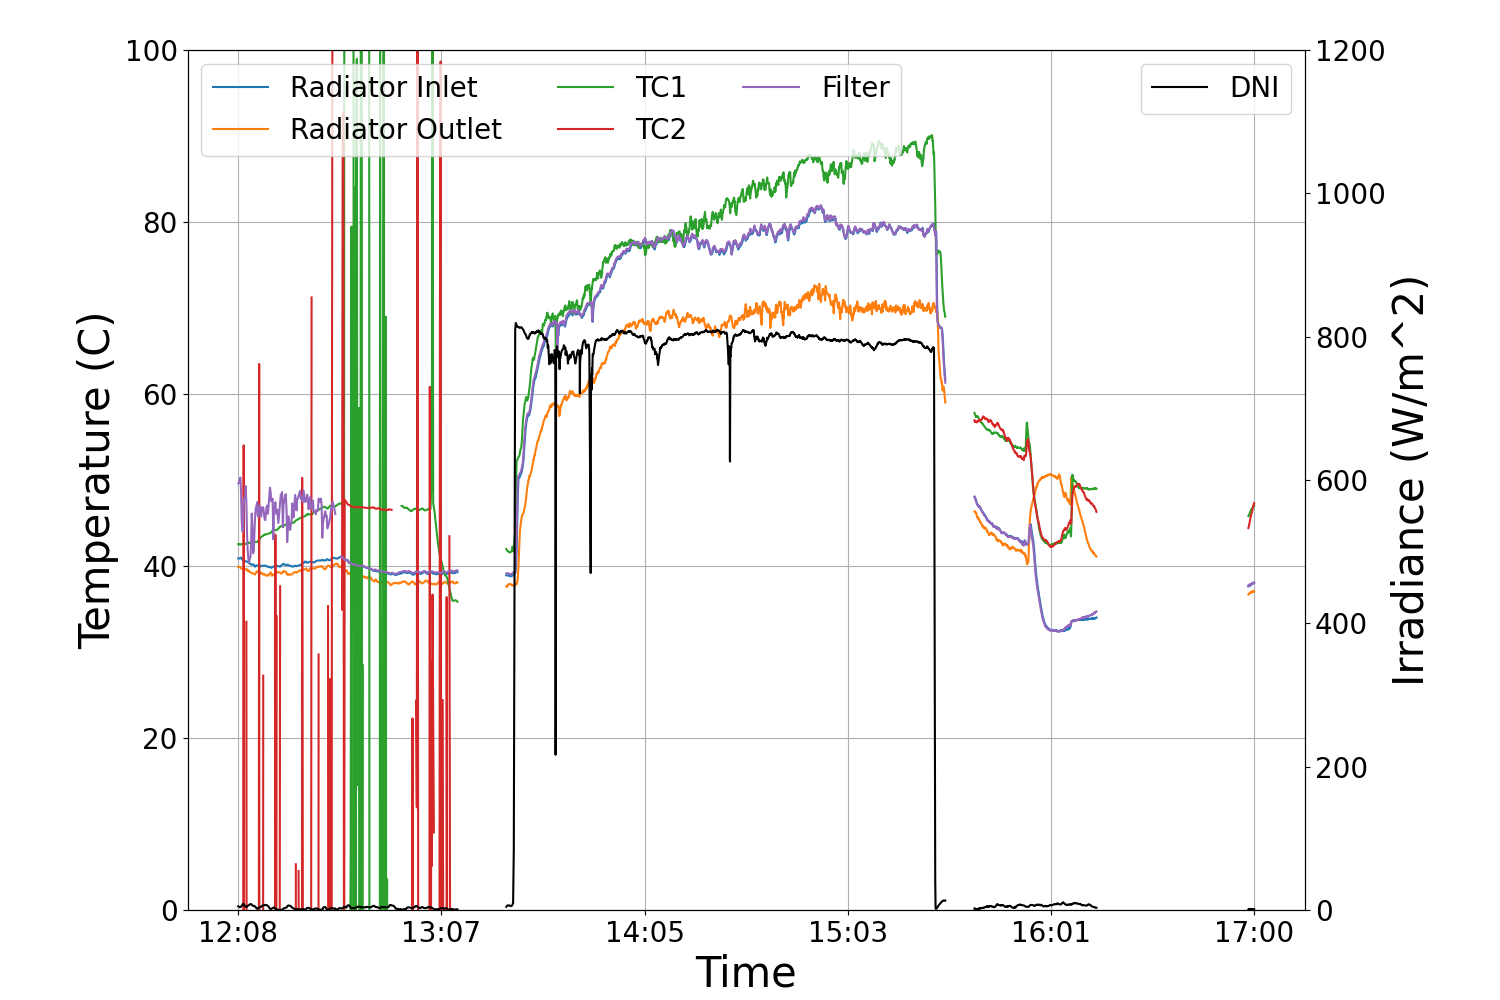 100
80
60
40
20
0
Temperature (C)
Radiator Inlet
Radiator Outlet
TC1
TC2
Filter
DNI
1200
1000
800
600
400
200
0
Irradiance (W/m^2)
12:08 13:07 14:05 15:03 16:01 17:00
Time